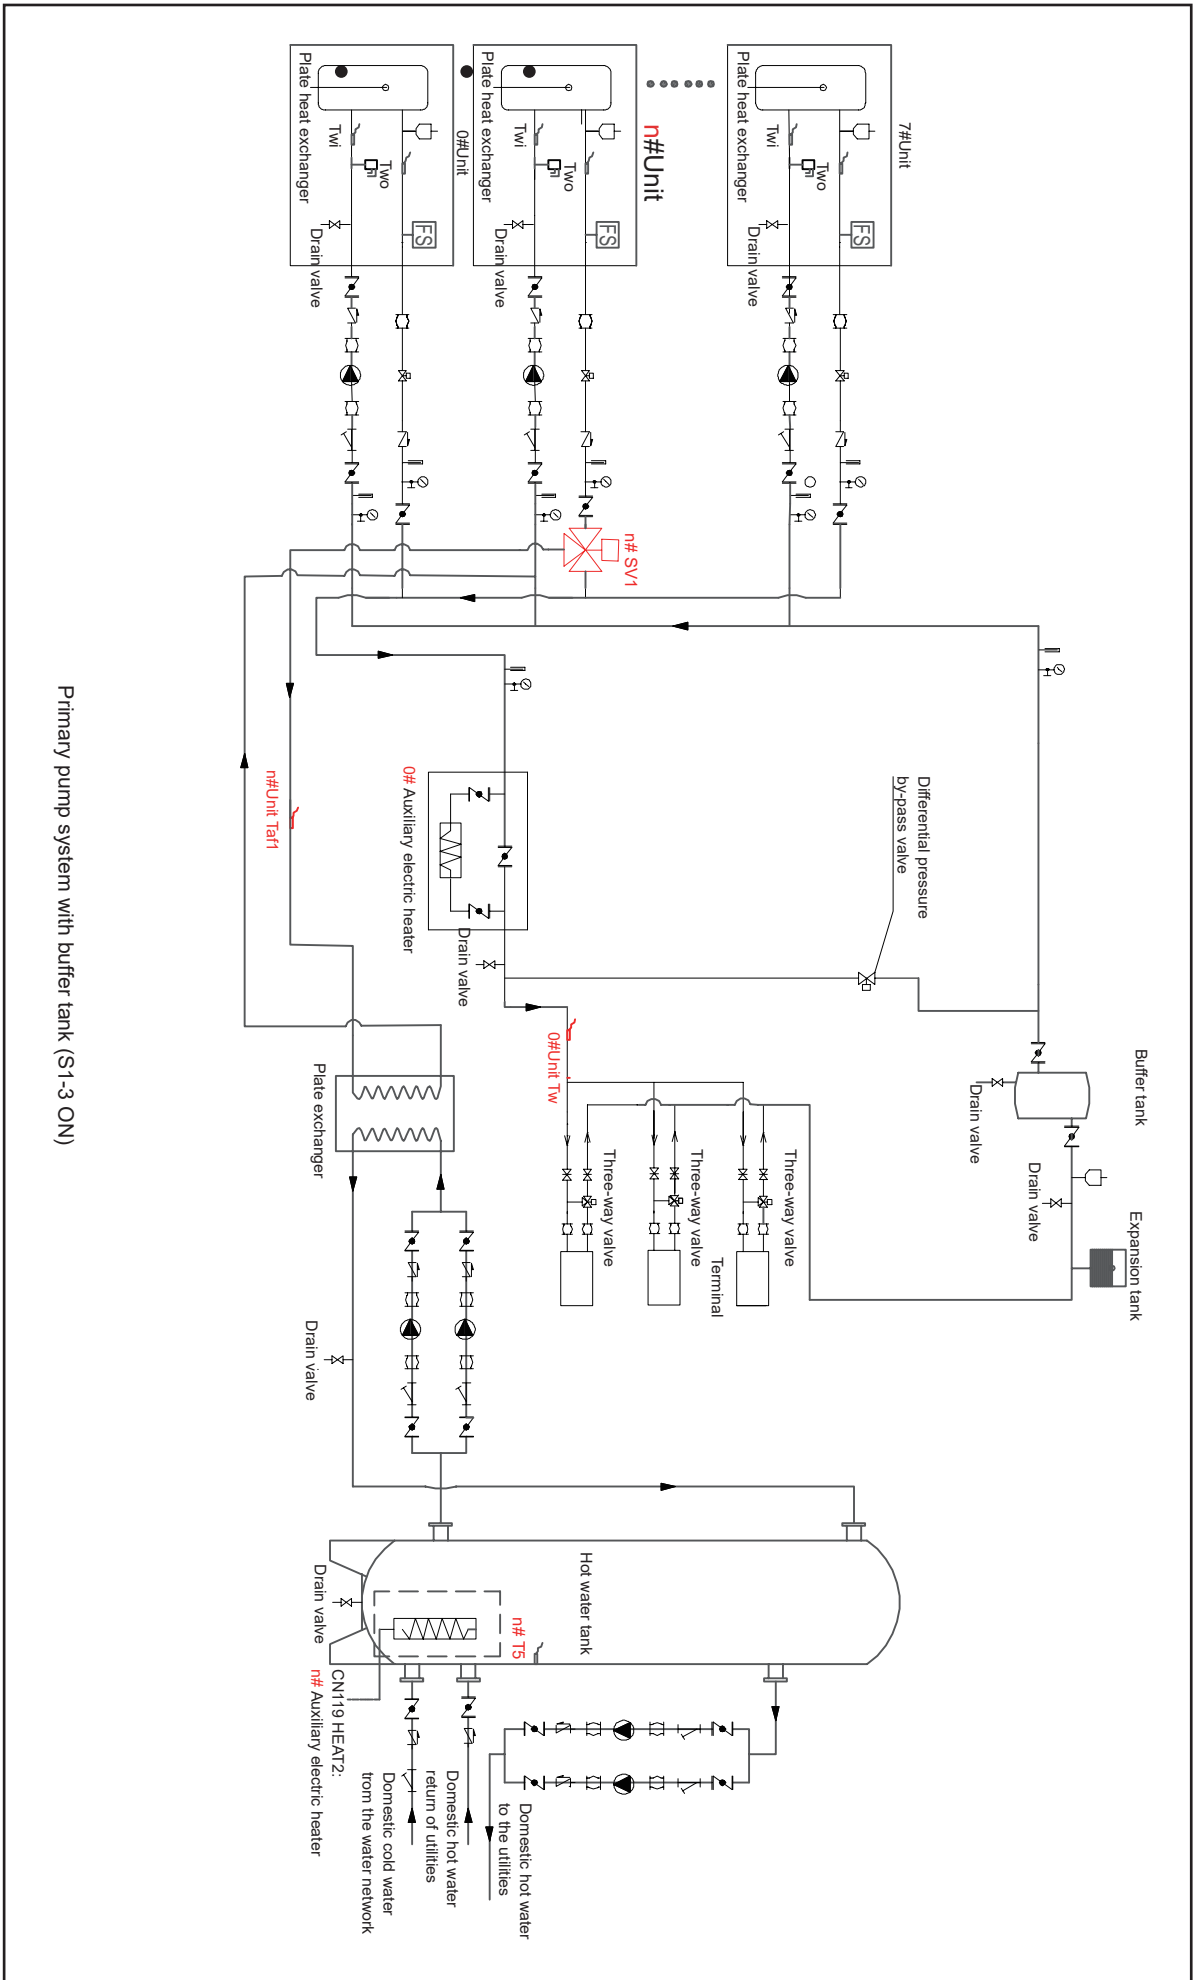 7#Unit
Plate heat exchanger
Twi
Two
FS
Drain valve
n#Unit
Plate heat exchanger
Twi
Two
FS
Drain valve
0#Unit
Plate heat exchanger
Twi
Two
FS
Drain valve
n# SV1
n#Unit Taf1
0# Auxiliary electric heater
Drain valve
Differential pressure
by-pass valve
0#Unit Tw
Buffer tank
Drain valve
Drain valve
Expansion tank
Three-way valve
Three-way valve
Three-way valve
Terminal
Plate exchanger
Drain valve
Hot water tank
n# T5
Drain valve
CN119 HEAT2:
n# Auxiliary electric heater
Domestic cold water
trom the water network
Domestic hot water
return of utilities
Domestic hot water
to the utilities
Primary pump system with buffer tank (S1-3 ON)